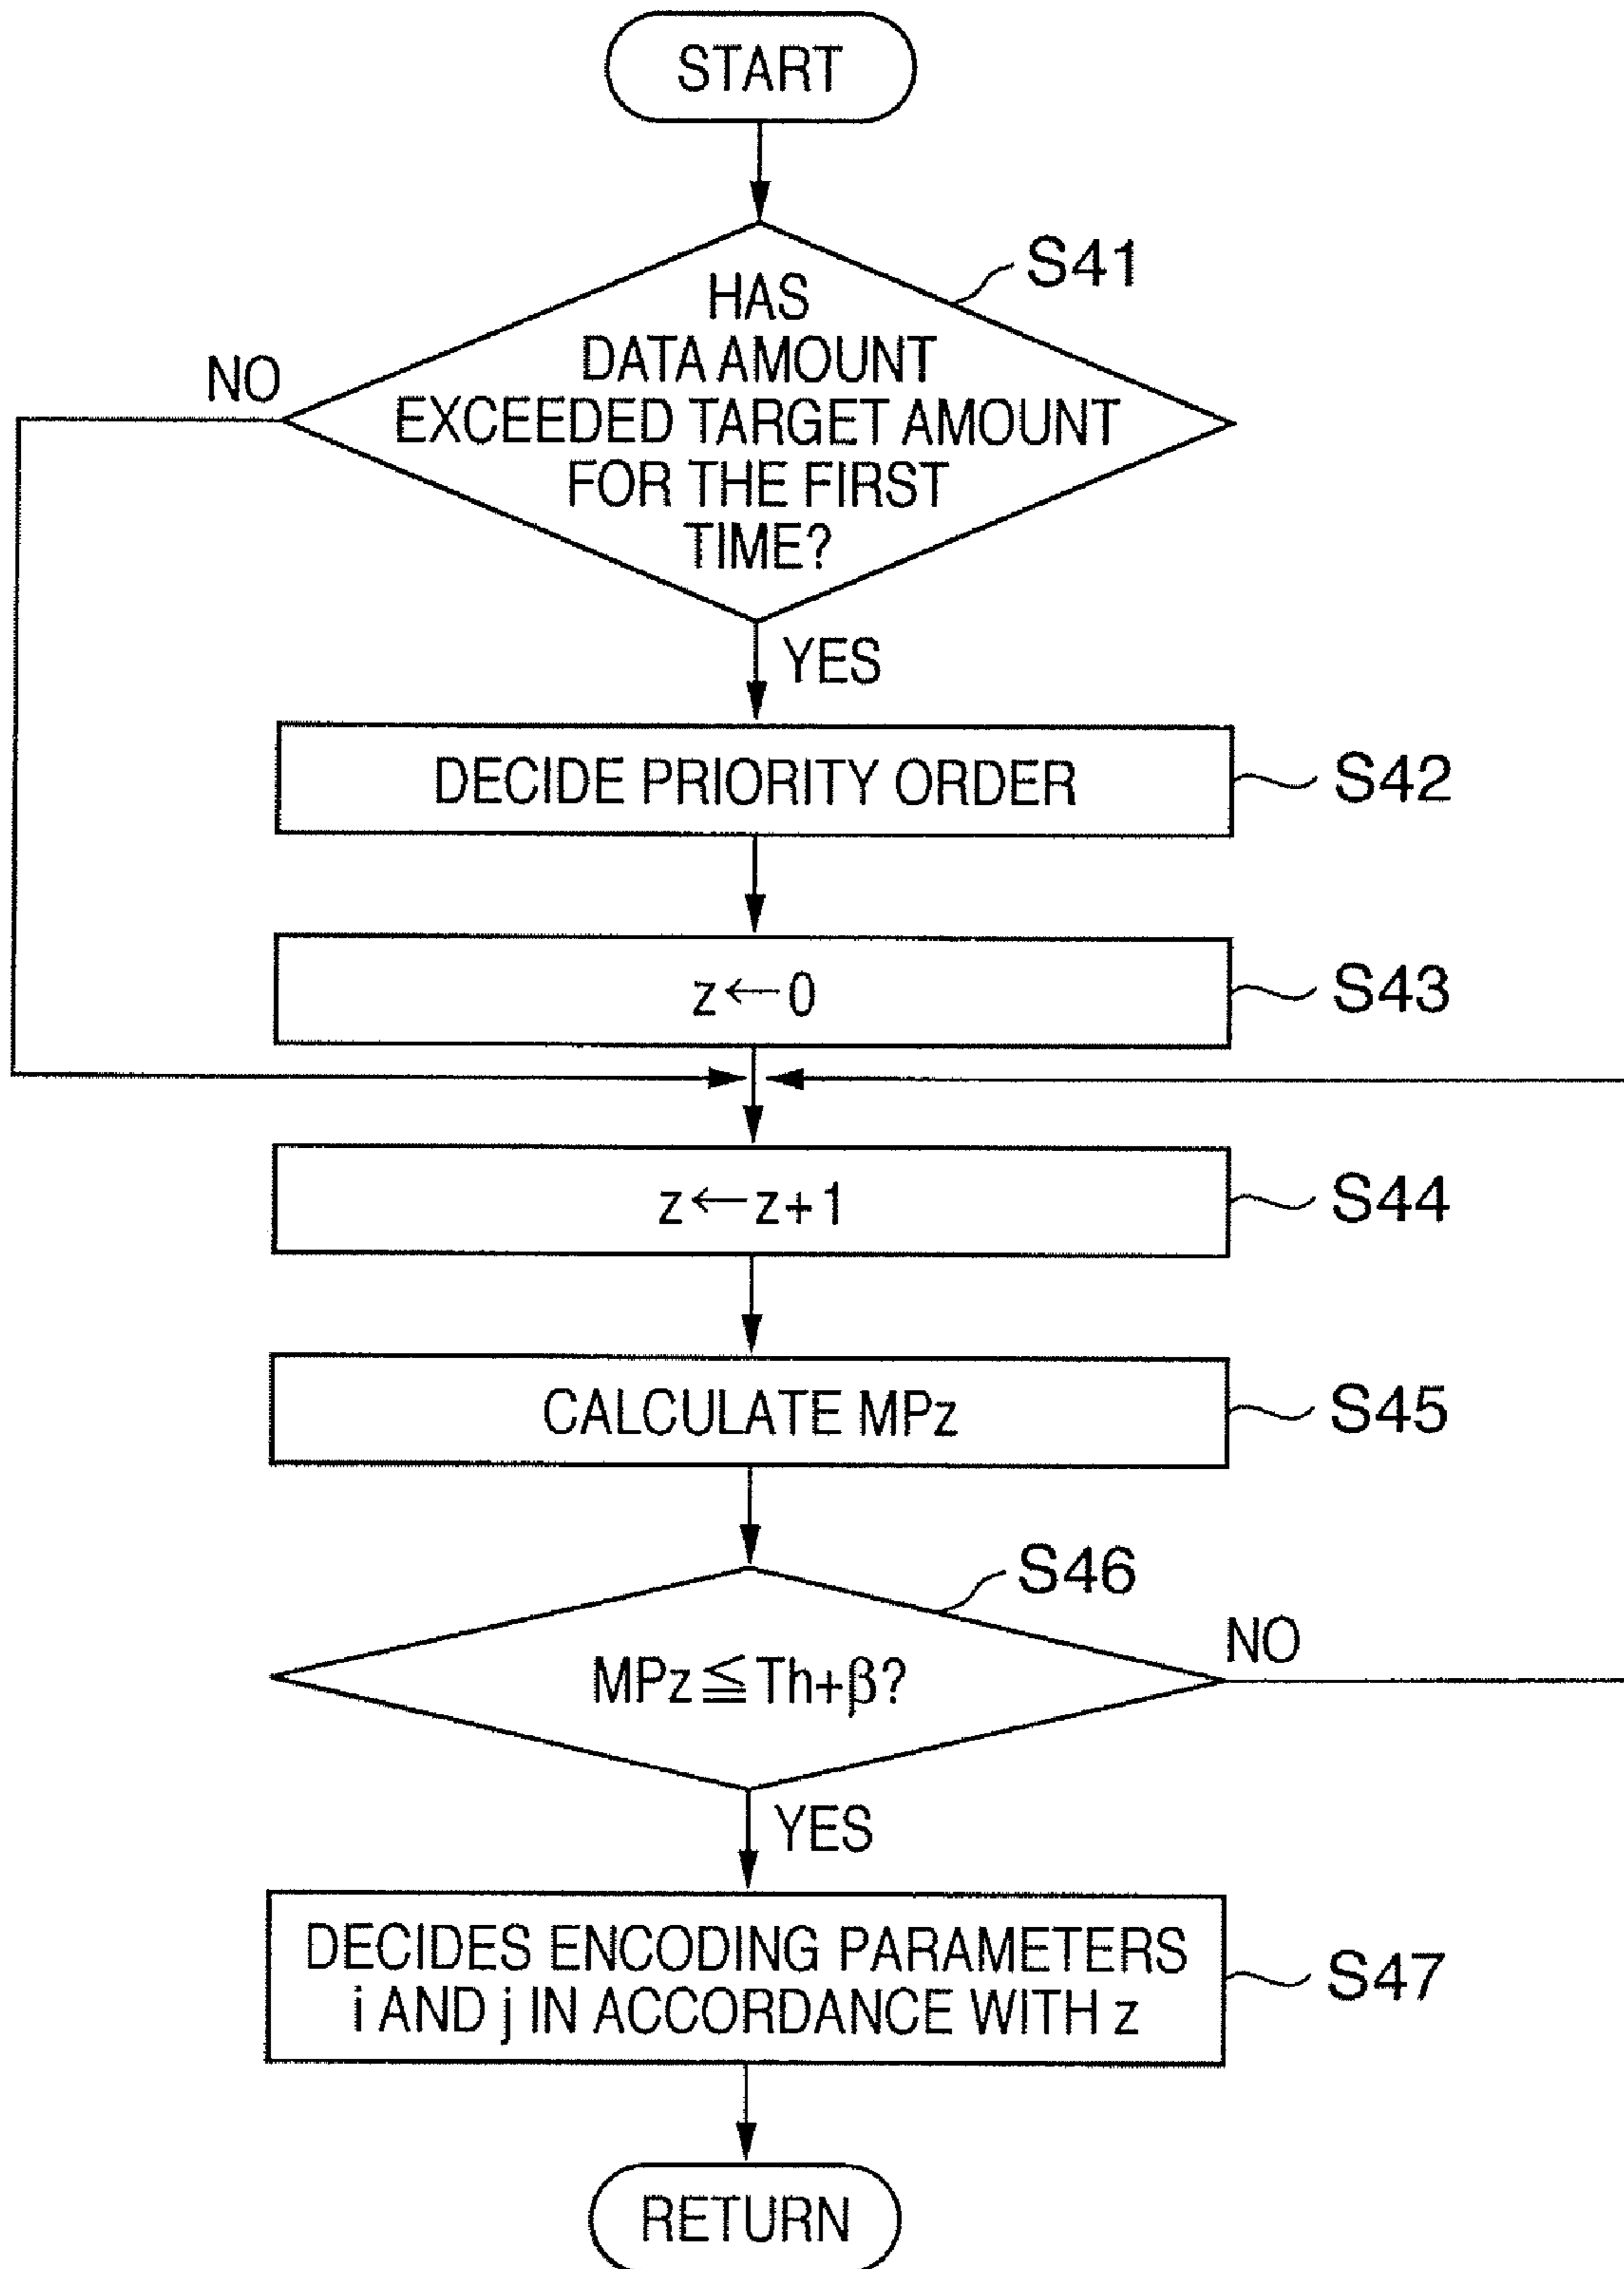 START
S41
HAS
DATA AMOUNT
EXCEEDED TARGET AMOUNT
FOR THE FIRST
TIME?
NO
YES
DECIDE PRIORITY ORDER
S42
z←0
S43
z←z+1
S44
CALCULATE MPz
S45
S46
MPz≦Th+β?
NO
YES
DECIDES ENCODING PARAMETERS
i AND j IN ACCORDANCE WITH z
S47
RETURN